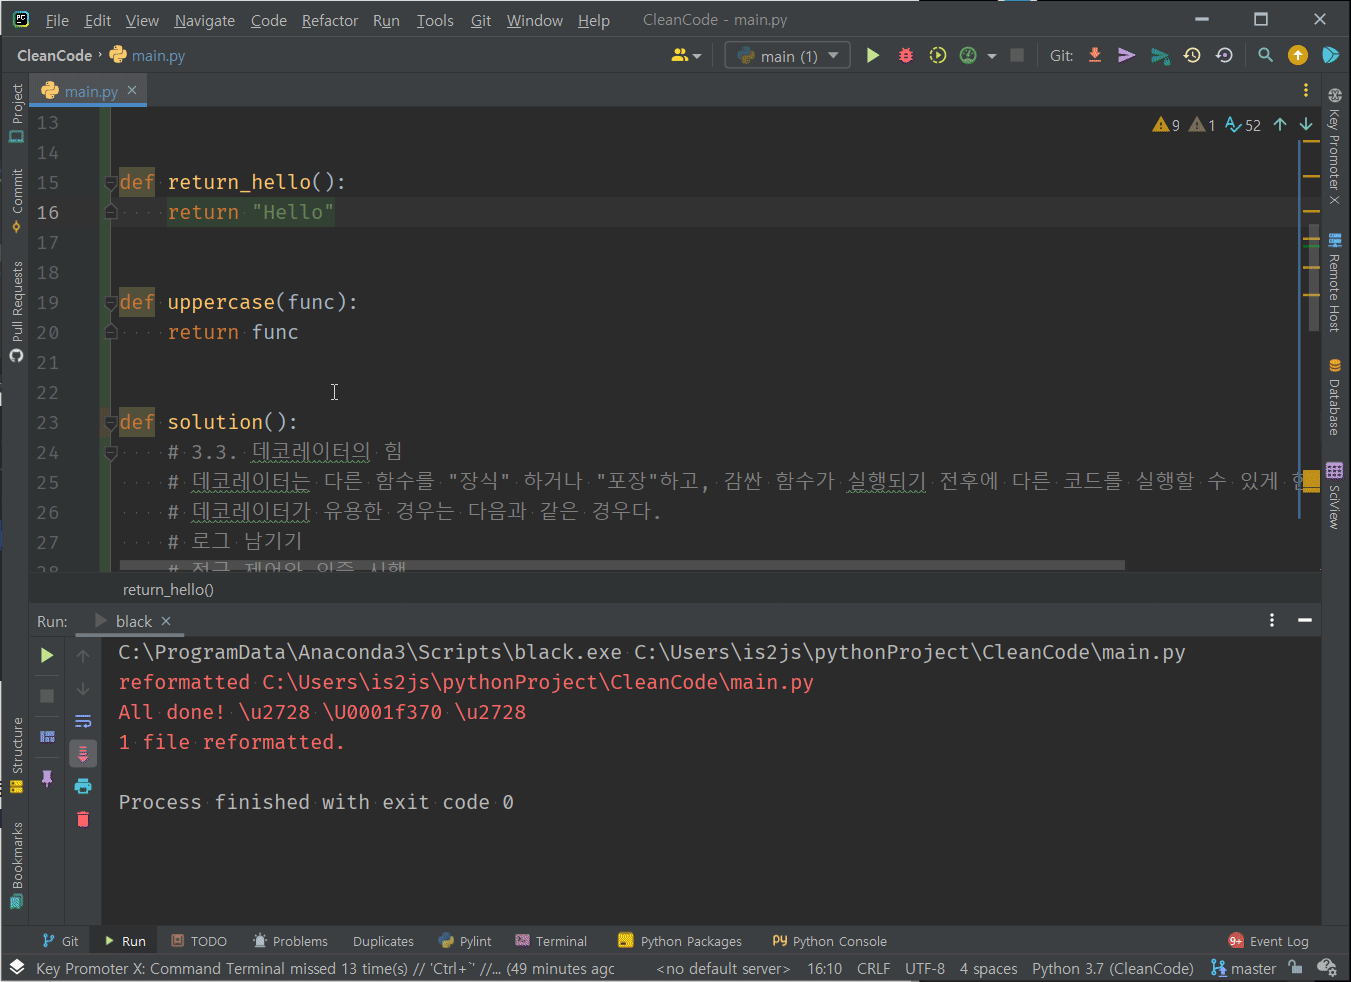 File Edit View Navigate Code Refactor Run Tools Git Window Help CleanCode - main.py
CleanCode main.py main (1) Git:
main.py
9 1 52
13
14
15 def return_hello():
16 return "Hello"
17
18
19 def uppercase(func):
20 return func
21
22
23 def solution():
24 # 3.3. 데코레이터의 힘
25 # 데코레이터는 다른 함수를 "장식" 하거나 "포장"하고, 감싼 함수가 실행되기 전후에 다른 코드를 실행할 수 있게
26 # 데코레이터가 유용한 경우는 다음과 같은 경우다.
27 # 로그 남기기
28 # 접근 제어와 인증 시행
return_hello()
Run: black
C:\ProgramData\Anaconda3\Scripts\black.exe C:\Users\is2js\pythonProject\CleanCode\main.py
reformatted C:\Users\is2js\pythonProject\CleanCode\main.py
All done! \u2728 \U0001f370 \u2728
1 file reformatted.
Process finished with exit code 0
Project
Commit
Pull Requests
Structure
Bookmarks
Key Promoter X
Remote Host
Database
SciView
Git Run TODO Problems Duplicates Pylint Terminal Python Packages Python Console 9+ Event Log
Key Promoter X: Command Terminal missed 13 time(s) // 'Ctrl+`' //... (49 minutes agc <no default server> 16:10 CRLF UTF-8 4 spaces Python 3.7 (CleanCode) master